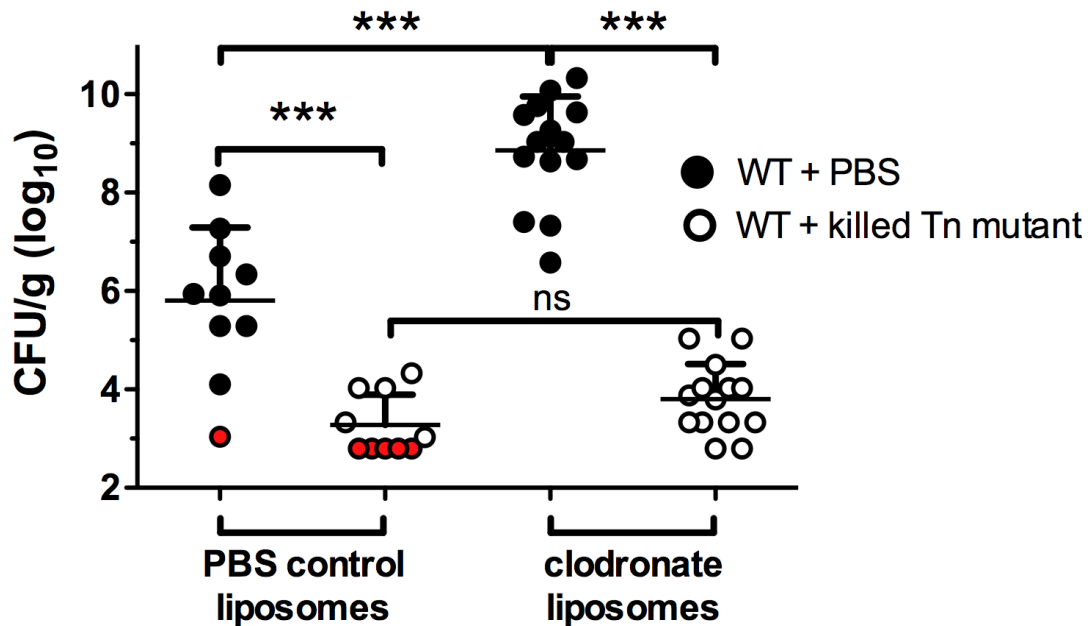 *** ***
10
***
CFU/g (log10)
8
6
4
2
WT + PBS
WT + killed Tn mutant
ns
PBS control
liposomes
clodronate
liposomes